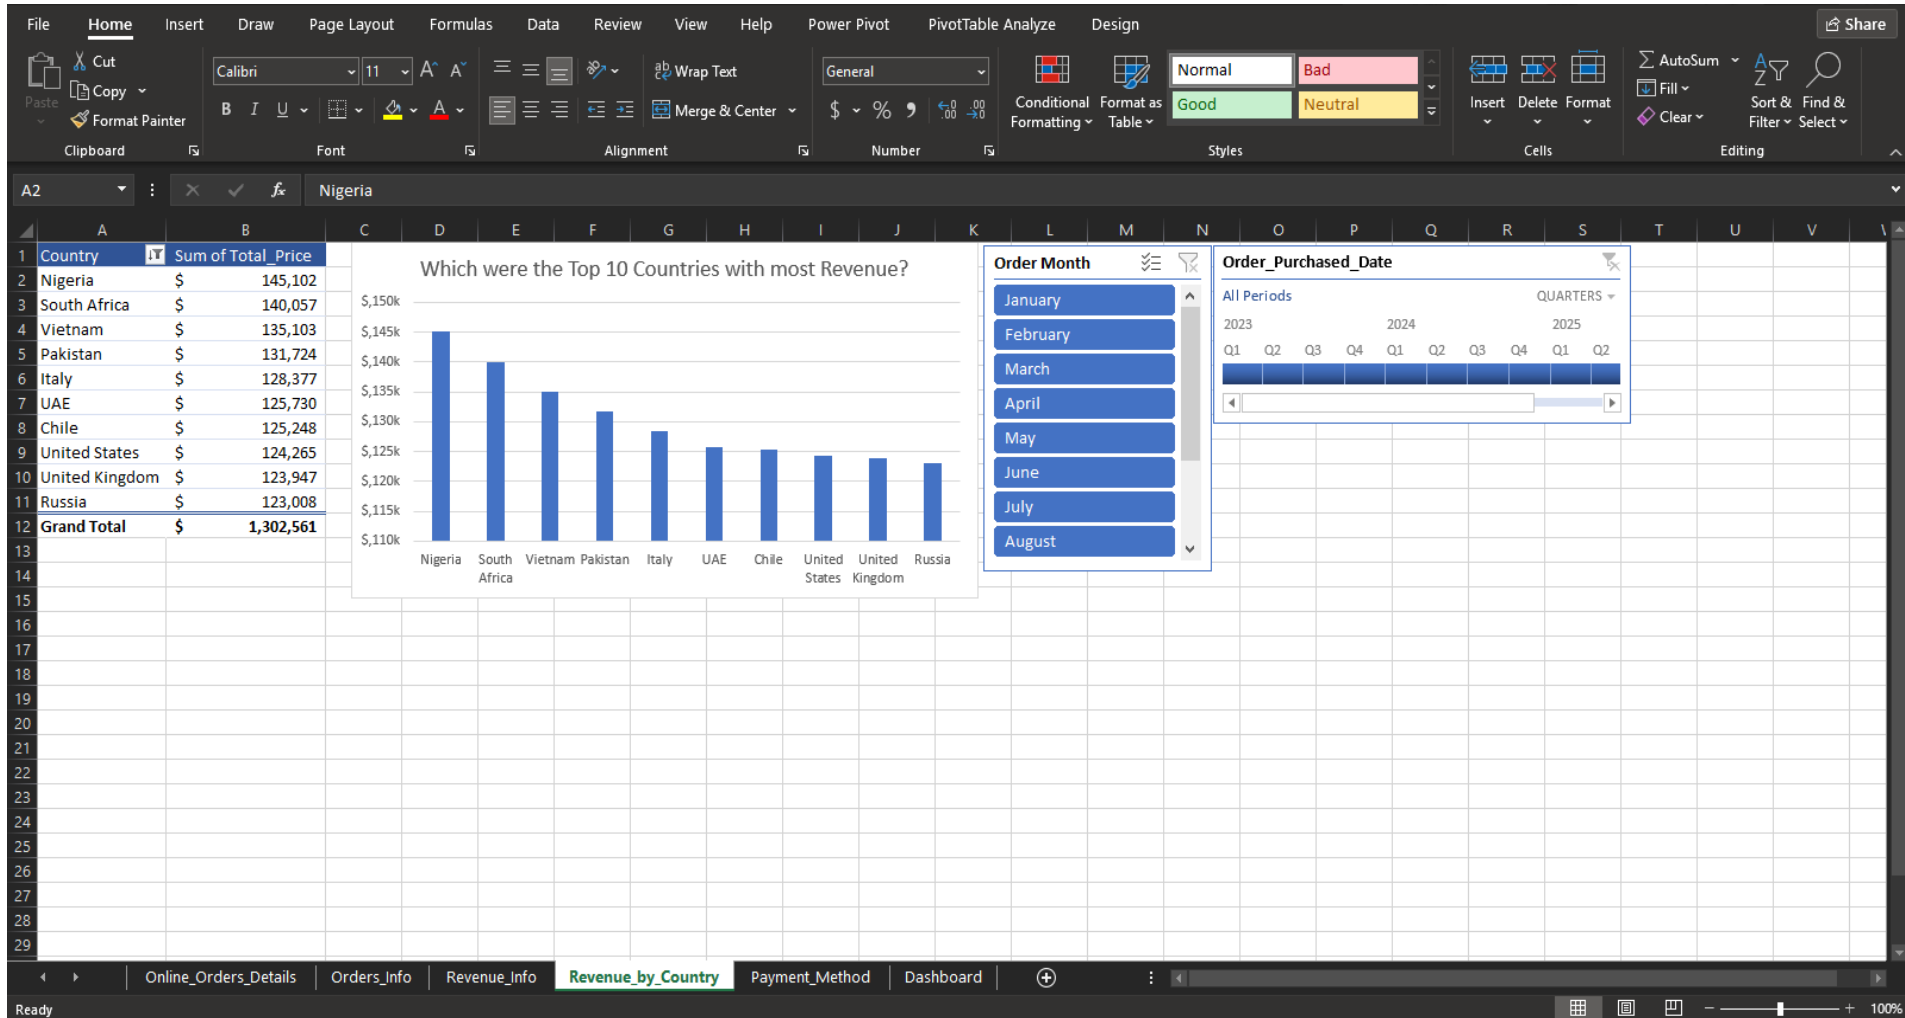 File Home Insert Draw Page Layout Formulas Data Review View Help Power Pivot PivotTable Analyze Design Share
Paste
Cut
Copy
Format Painter
Clipboard
Calibri 11 A A
B I U A
Font
Wrap Text
Merge & Center
Alignment
General
$ % 9 .00 .00
Number
Conditional Formatting
Format as Table
Normal Bad
Good Neutral
Styles
Insert Delete Format
Cells
AutoSum
Fill
Clear
Sort & Filter
Find & Select
Editing
A2 fx Nigeria
A B C D E F G H I J K L M N O P Q R S T U V
1 Country Sum of Total_Price
2 Nigeria $ 145,102
3 South Africa $ 140,057
4 Vietnam $ 135,103
5 Pakistan $ 131,724
6 Italy $ 128,377
7 UAE $ 125,730
8 Chile $ 125,248
9 United States $ 124,265
10 United Kingdom $ 123,947
11 Russia $ 123,008
12 Grand Total $ 1,302,561
13
14
15
16
17
18
19
20
21
22
23
24
25
26
27
28
29
Which were the Top 10 Countries with most Revenue?
$,150k
$,145k
$,140k
$,135k
$,130k
$,125k
$,120k
$,115k
$,110k
Nigeria South Africa Vietnam Pakistan Italy UAE Chile United States United Kingdom Russia
Order Month
January
February
March
April
May
June
July
August
Order_Purchased_Date
All Periods QUARTERS
2023 2024 2025
Q1 Q2 Q3 Q4 Q1 Q2 Q3 Q4 Q1 Q2
Online_Orders_Details Orders_Info Revenue_Info Revenue_by_Country Payment_Method Dashboard
Ready 100%